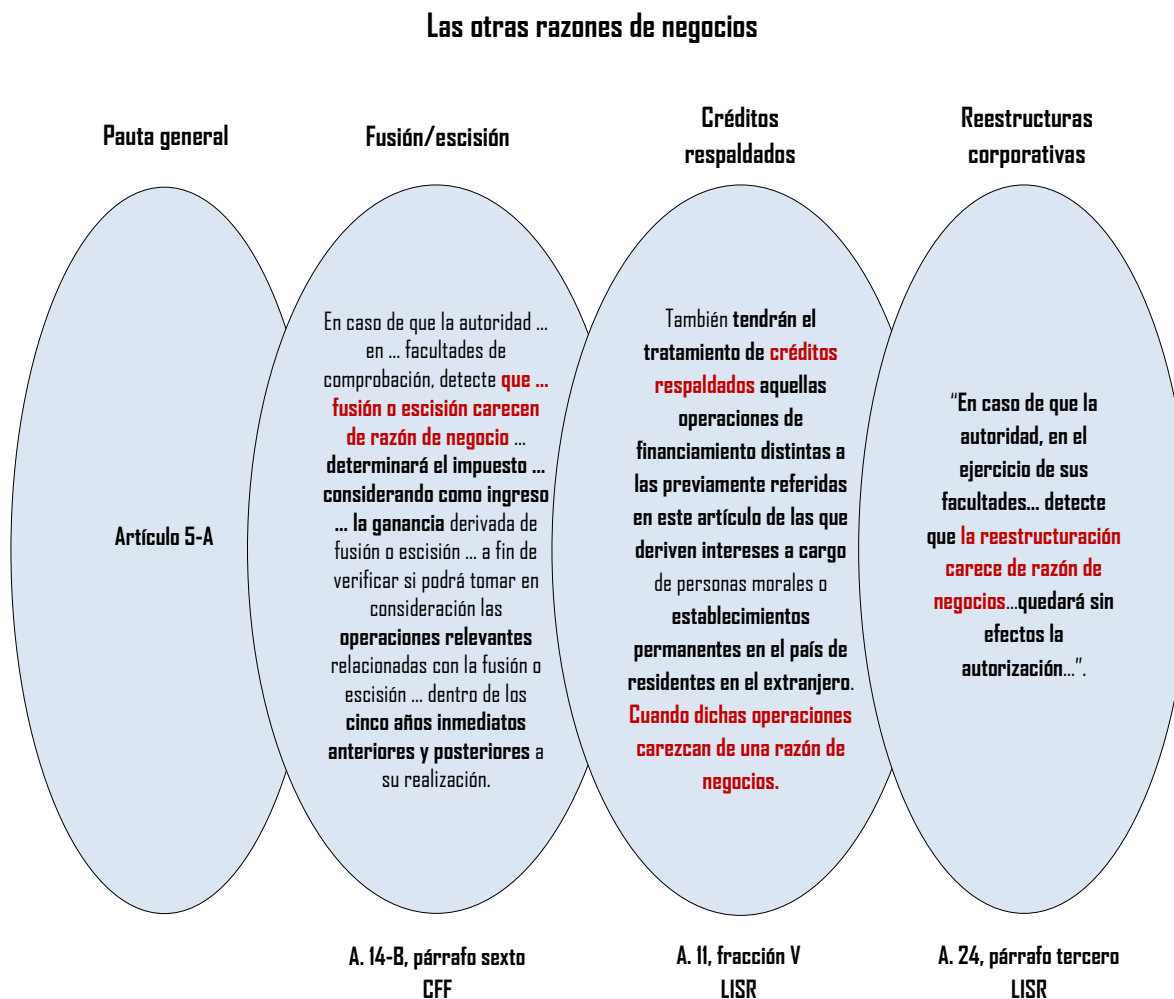 Las otras razones de negocios
Pauta general
Artículo 5-A
Fusión/escisión
En caso de que la autoridad ...
en ... facultades de
comprobación, detecte que ...
fusión o escisión carecen
de razón de negocio ...
determinará el impuesto ...
considerando como ingreso
... la ganancia derivada de
fusión o escisión ... a fin de
verificar si podrá tomar en
consideración las
operaciones relevantes
relacionadas con la fusión o
escisión ... dentro de los
cinco años inmediatos
anteriores y posteriores a
su realización.
A. 14-B, párrafo sexto
CFF
Créditos
respaldados
También tendrán el
tratamiento de créditos
respaldados aquellas
operaciones de
financiamiento distintas a
las previamente referidas
en este artículo de las que
deriven intereses a cargo
de personas morales o
establecimientos
permanentes en el país de
residentes en el extranjero.
Cuando dichas operaciones
carezcan de una razón de
negocios.
A. 11, fracción V
LISR
Reestructuras
corporativas
"En caso de que la
autoridad, en el
ejercicio de sus
facultades... detecte
que la reestructuración
carece de razón de
negocios...quedará sin
efectos la
autorización...".
A. 24, párrafo tercero
LISR